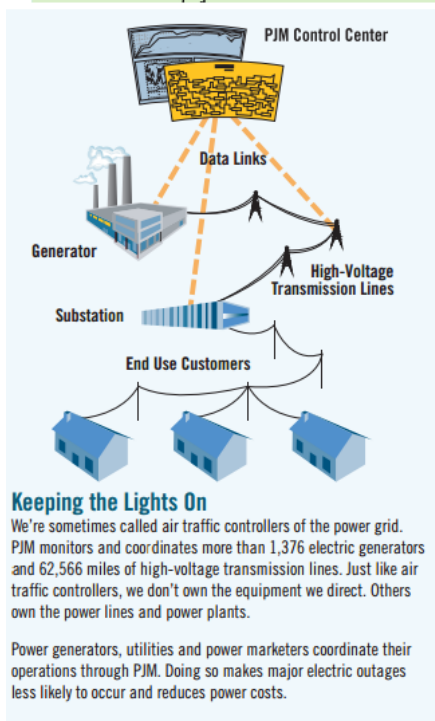 PJM Control Center
Data Links
Generator
High-Voltage
Transmission Lines
Substation
End Use Customers
Keeping the Lights On
We're sometimes called air traffic controllers of the power grid.
PJM monitors and coordinates more than 1,376 electric generators
and 62,566 miles of high-voltage transmission lines. Just like air
traffic controllers, we don't own the equipment we direct. Others
own the power lines and power plants.
Power generators, utilities and power marketers coordinate their
operations through PJM. Doing so makes major electric outages
less likely to occur and reduces power costs.